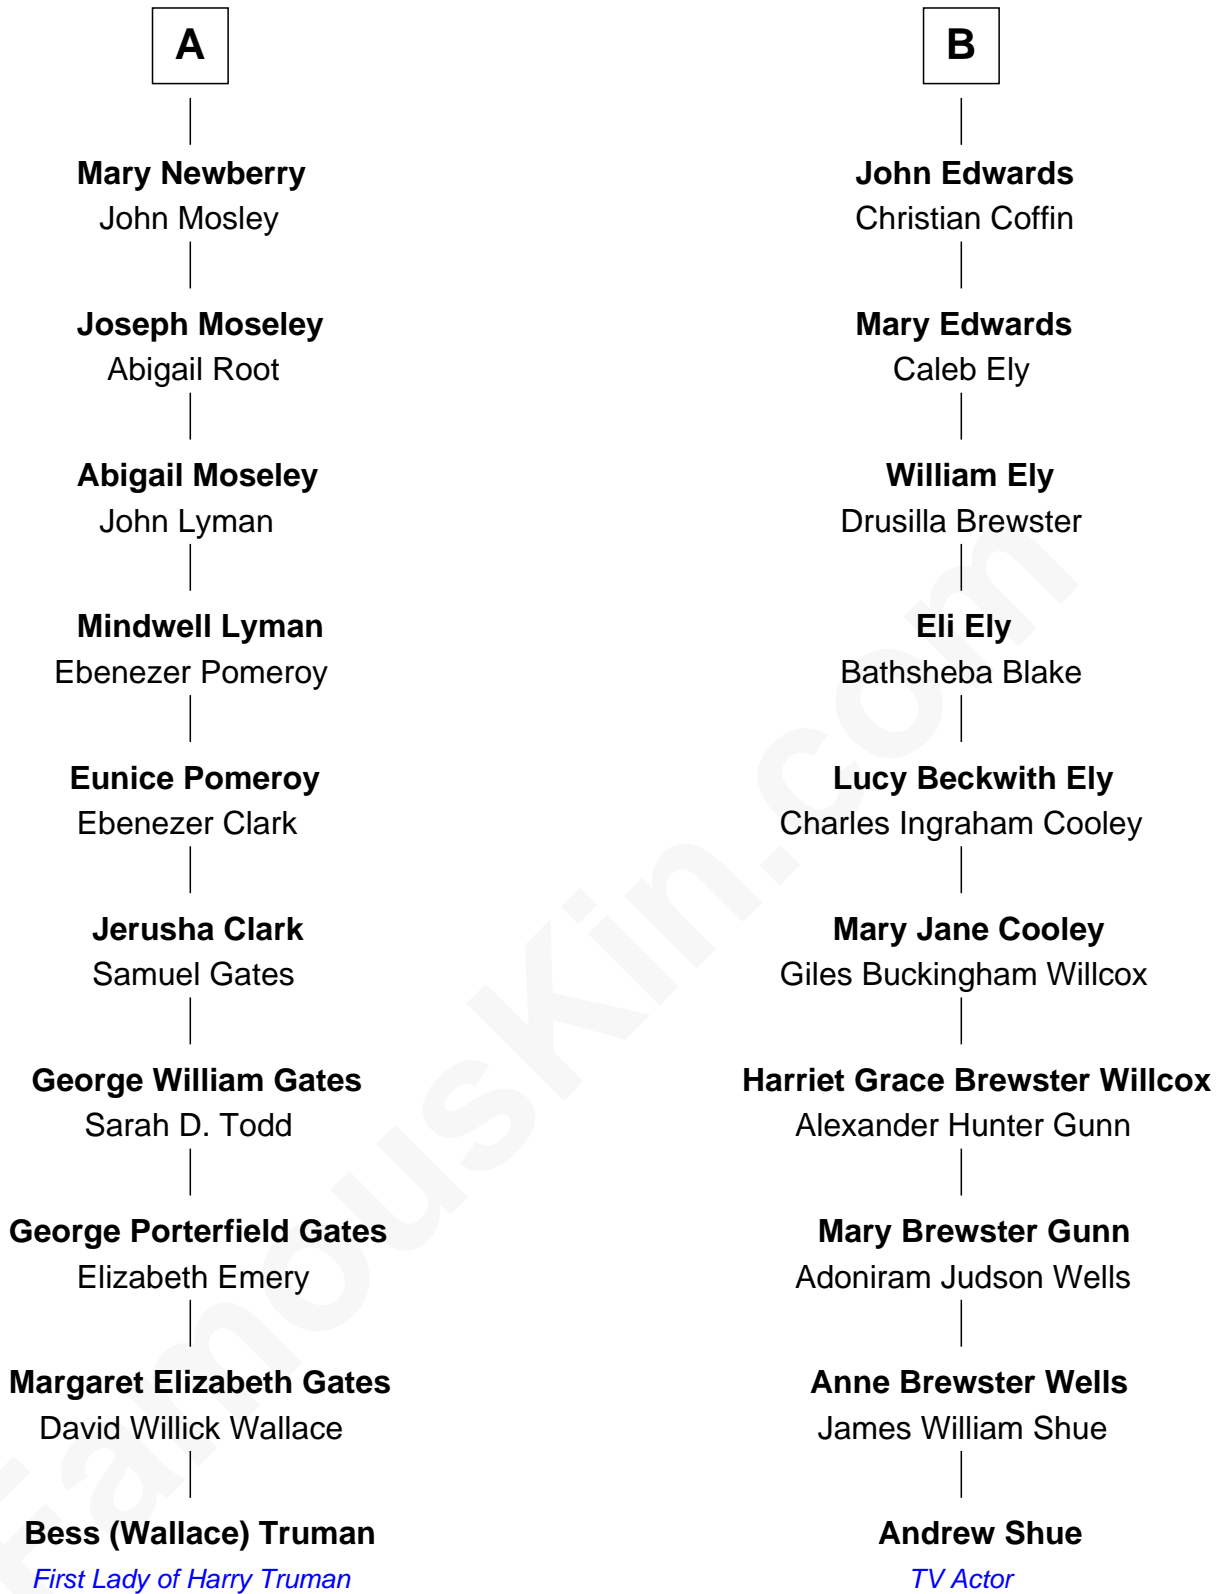 A
Mary Newberry
John Mosley
Joseph Moseley
Abigail Root
Abigail Moseley
John Lyman
Mindwell Lyman
Ebenezer Pomeroy
Eunice Pomeroy
Ebenezer Clark
Jerusha Clark
Samuel Gates
George William Gates
Sarah D. Todd
George Porterfield Gates
Elizabeth Emery
Margaret Elizabeth Gates
David Willick Wallace
Bess (Wallace) Truman
First Lady of Harry Truman
B
John Edwards
Christian Coffin
Mary Edwards
Caleb Ely
William Ely
Drusilla Brewster
Eli Ely
Bathsheba Blake
Lucy Beckwith Ely
Charles Ingraham Cooley
Mary Jane Cooley
Giles Buckingham Willcox
Harriet Grace Brewster Willcox
Alexander Hunter Gunn
Mary Brewster Gunn
Adoniram Judson Wells
Anne Brewster Wells
James William Shue
Andrew Shue
TV Actor
FamousKin.com